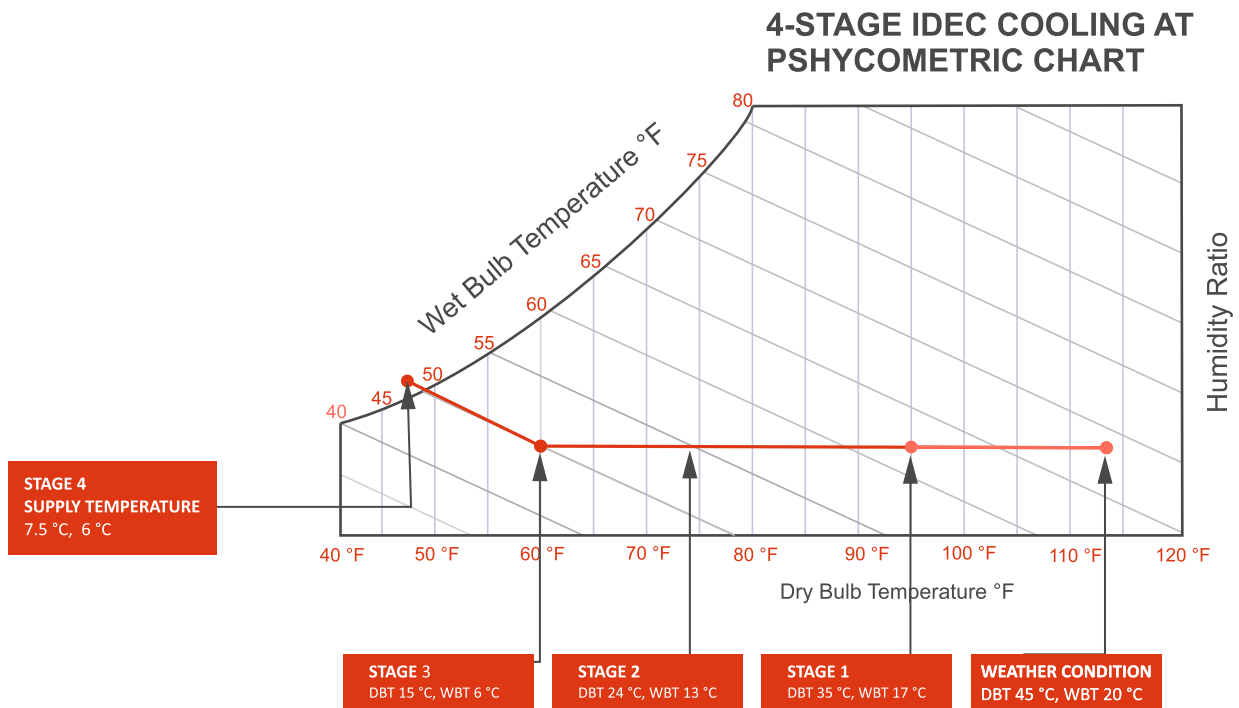 4-STAGE IDEC COOLING AT
PSHYCOMETRIC CHART
Wet Bulb Temperature °F
80
75
70
65
60
55
50
45
40
Humidity Ratio
STAGE 4
SUPPLY TEMPERATURE
7.5 °C, 6 °C
40 °F
50 °F
60 °F
70 °F
80 °F
90 °F
100 °F
110 °F
120 °F
Dry Bulb Temperature °F
STAGE 3
DBT 15 °C, WBT 6 °C
STAGE 2
DBT 24 °C, WBT 13 °C
STAGE 1
DBT 35 °C, WBT 17 °C
WEATHER CONDITION
DBT 45 °C, WBT 20 °C